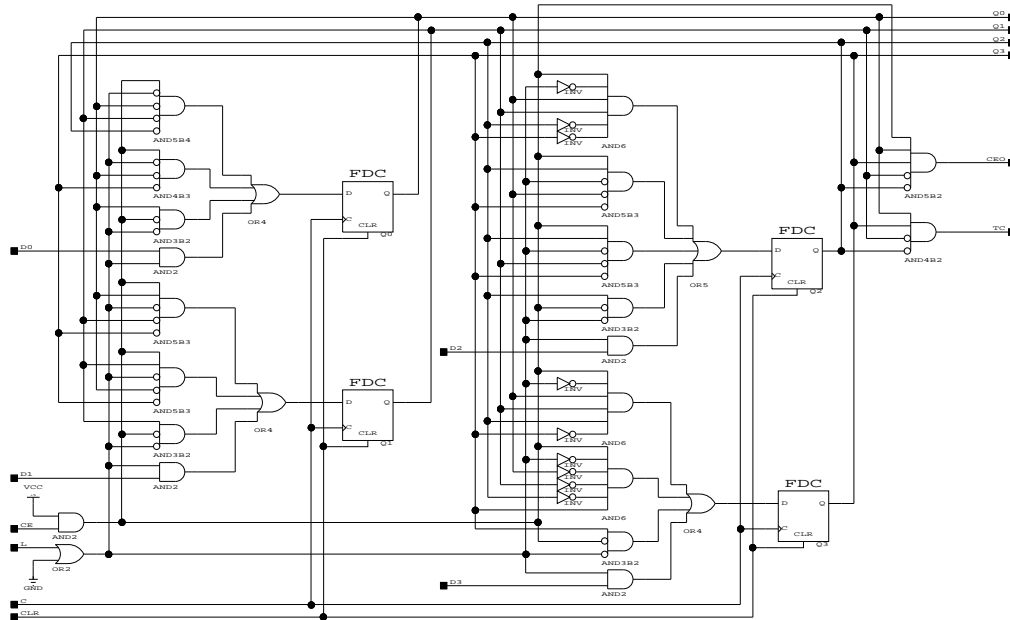 Q0
Q1
Q2
Q3
INV
INV
INV
AND6
AND5B4
AND4B3
AND3B2
AND2
OR4
FDC
D
Q
C
CLR
Q0
D0
AND5B3
AND5B3
AND3B2
AND2
OR5
D2
FDC
D
Q
C
CLR
Q2
AND5B2
CEO
AND4B2
TC
AND5B3
AND5B3
AND3B2
AND2
OR4
D1
FDC
D
Q
C
CLR
Q1
INV
INV
AND6
INV
INV
INV
INV
AND6
AND3B2
AND2
OR4
D3
FDC
D
Q
C
CLR
Q3
VCC
CE
AND2
L
OR2
GND
C
CLR